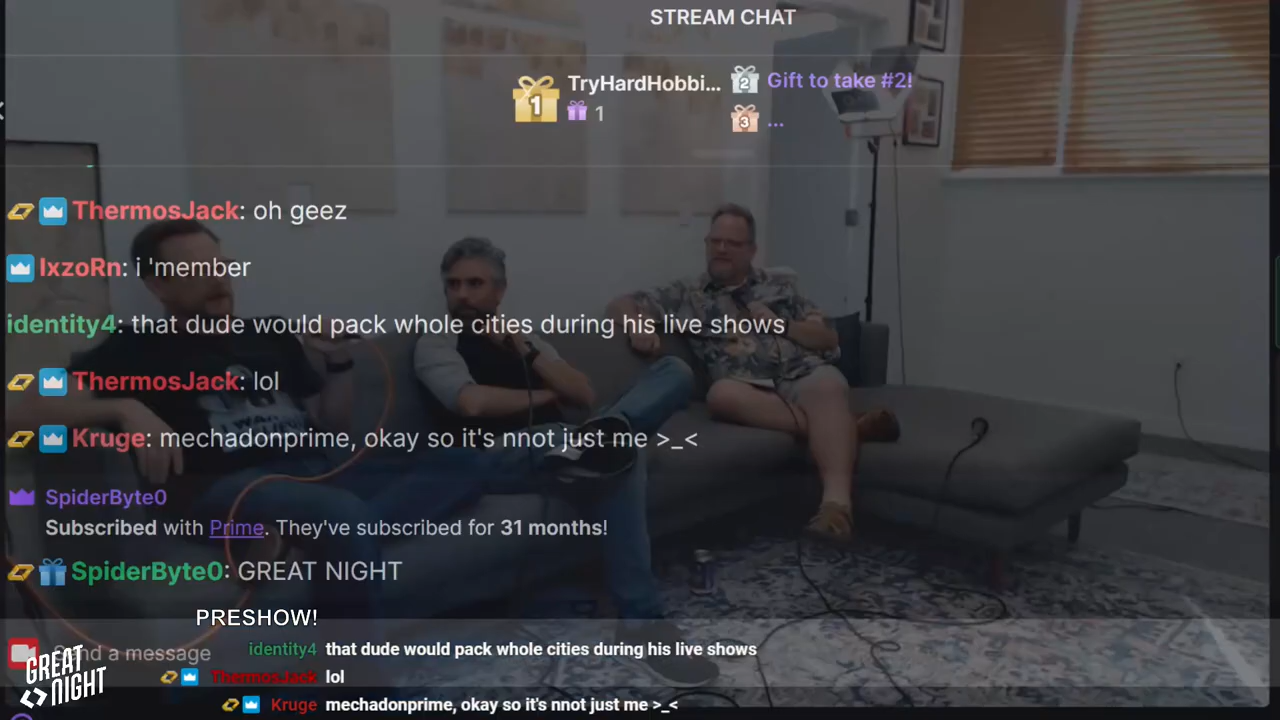 STREAM CHAT
TryHardHobbi...
1
1
2
Gift to take #2!
3
...
ThermosJack: oh geez
IxzoRn: i 'member
identity4: that dude would pack whole cities during his live shows
ThermosJack: lol
Kruge: mechadonprime, okay so it's nnot just me >_<
SpiderByte0
Subscribed with Prime. They've subscribed for 31 months!
SpiderByte0: GREAT NIGHT
PRESHOW!
a message
identity4 that dude would pack whole cities during his live shows
ThermosJack lol
Kruge mechadonprime, okay so it's nnot just me >_<
GREAT
NIGHT